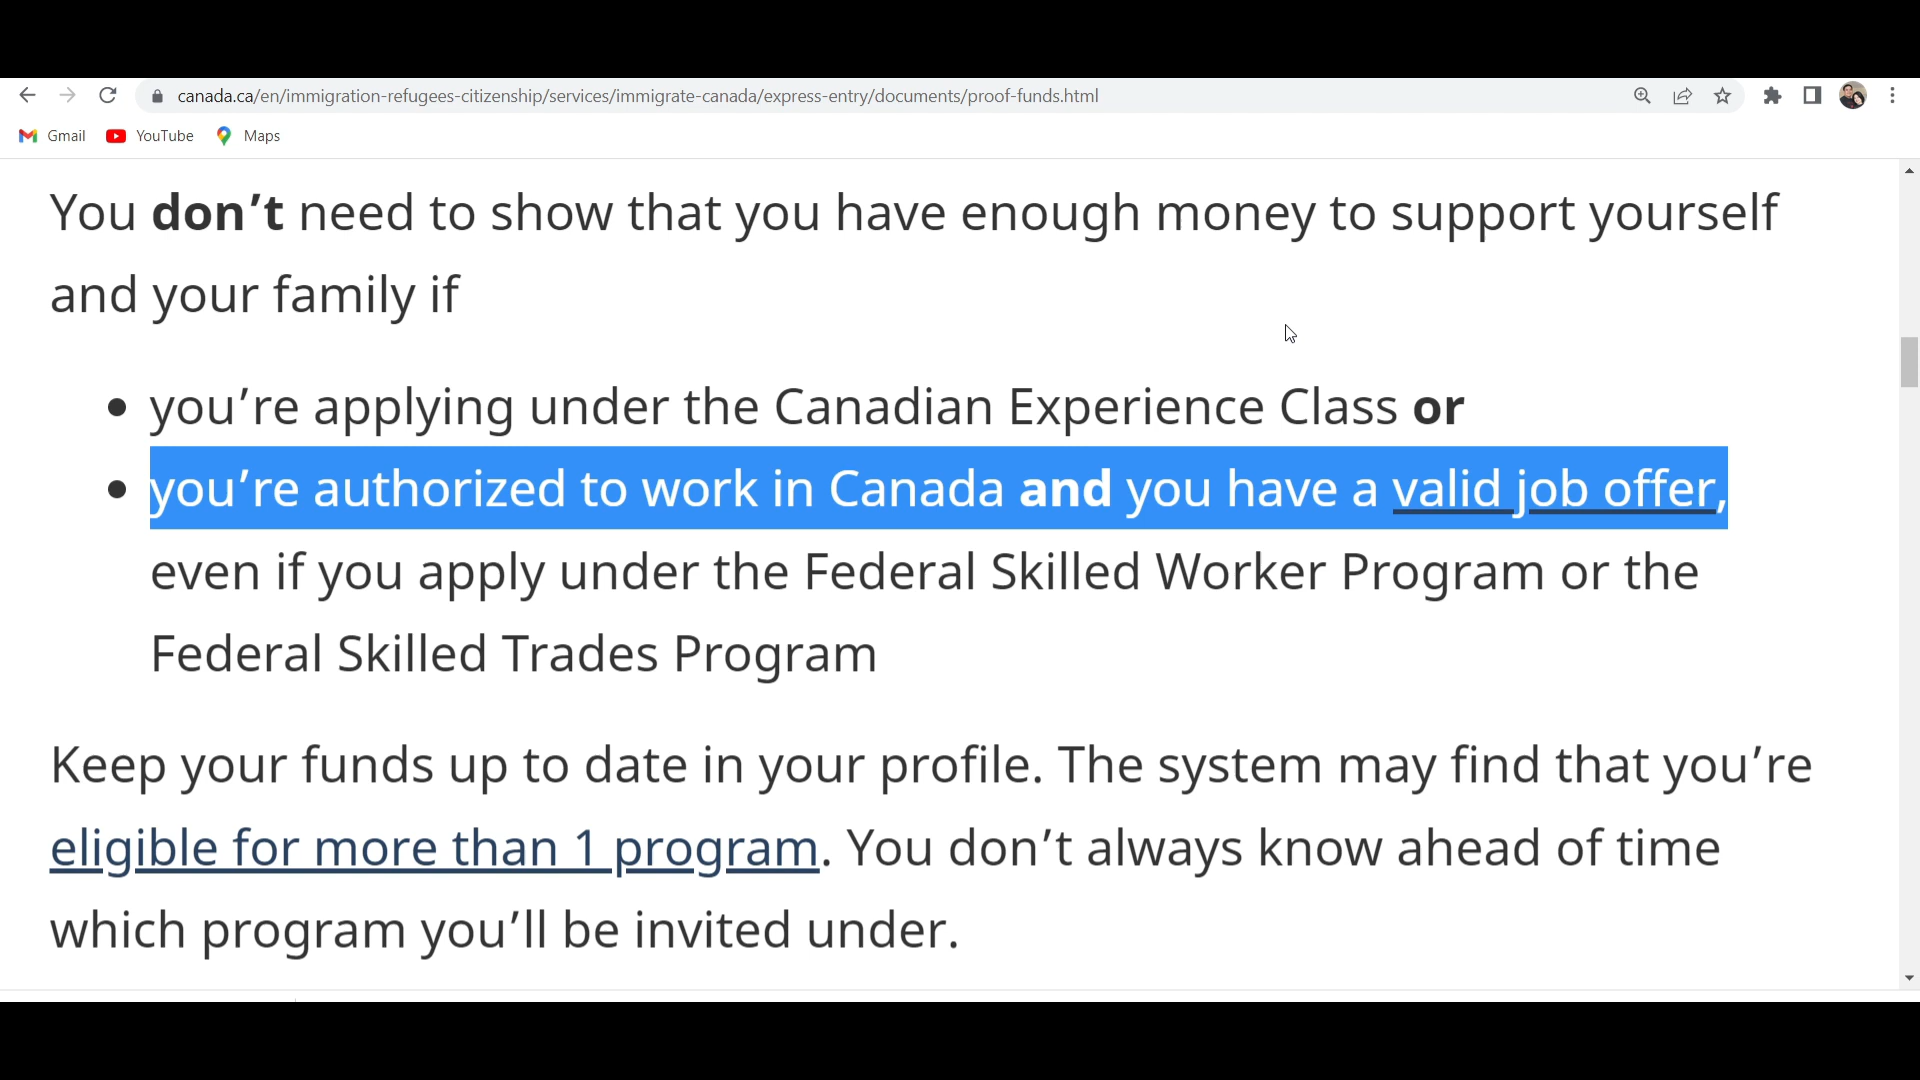 canada.ca/en/immigration-refugees-citizenship/services/immigrate-canada/express-entry/documents/proof-funds.html
Gmail YouTube Maps
You don’t need to show that you have enough money to support yourself
and your family if
you’re applying under the Canadian Experience Class or
you’re authorized to work in Canada and you have a valid job offer,
even if you apply under the Federal Skilled Worker Program or the
Federal Skilled Trades Program
Keep your funds up to date in your profile. The system may find that you’re
eligible for more than 1 program. You don’t always know ahead of time
which program you’ll be invited under.